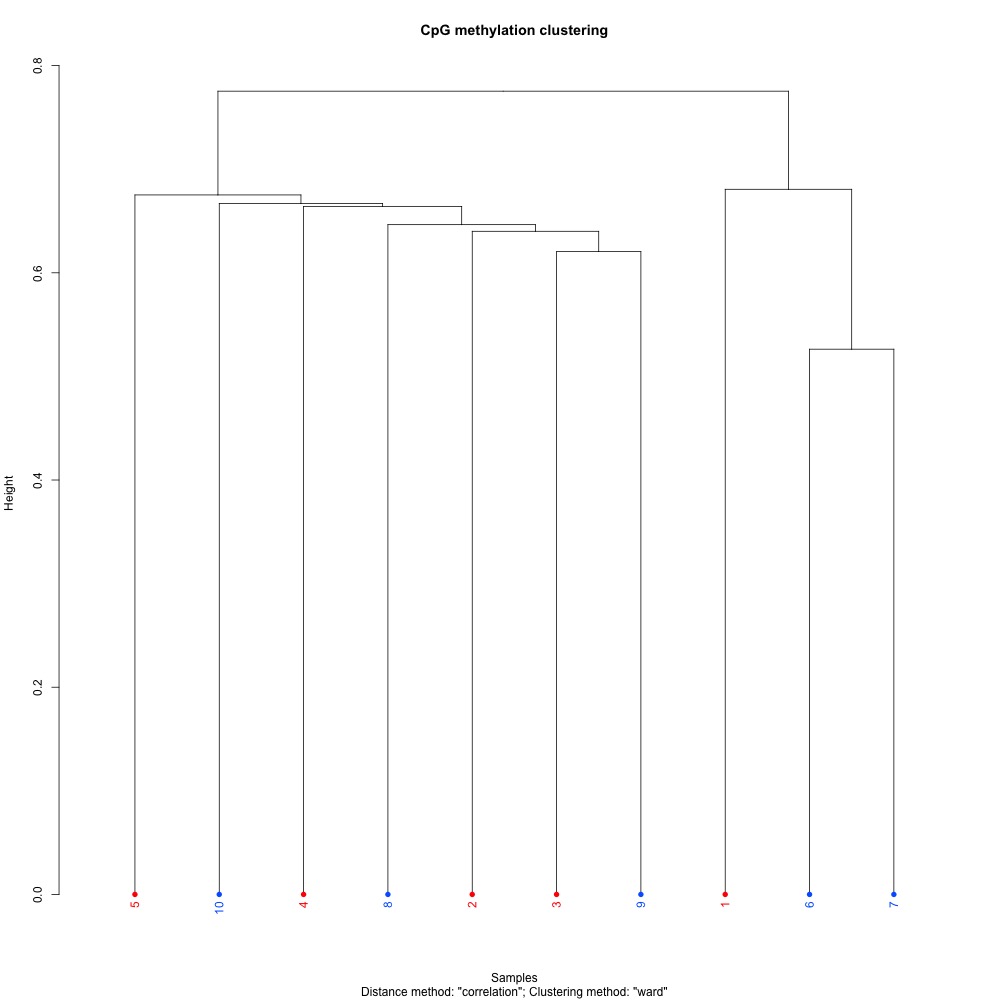 CpG methylation clustering
0.8
0.6
0.4
0.2
0.0
Height
5 10 4 8 2 3 9 1 6 7
Samples
Distance method: "correlation"; Clustering method: "ward"